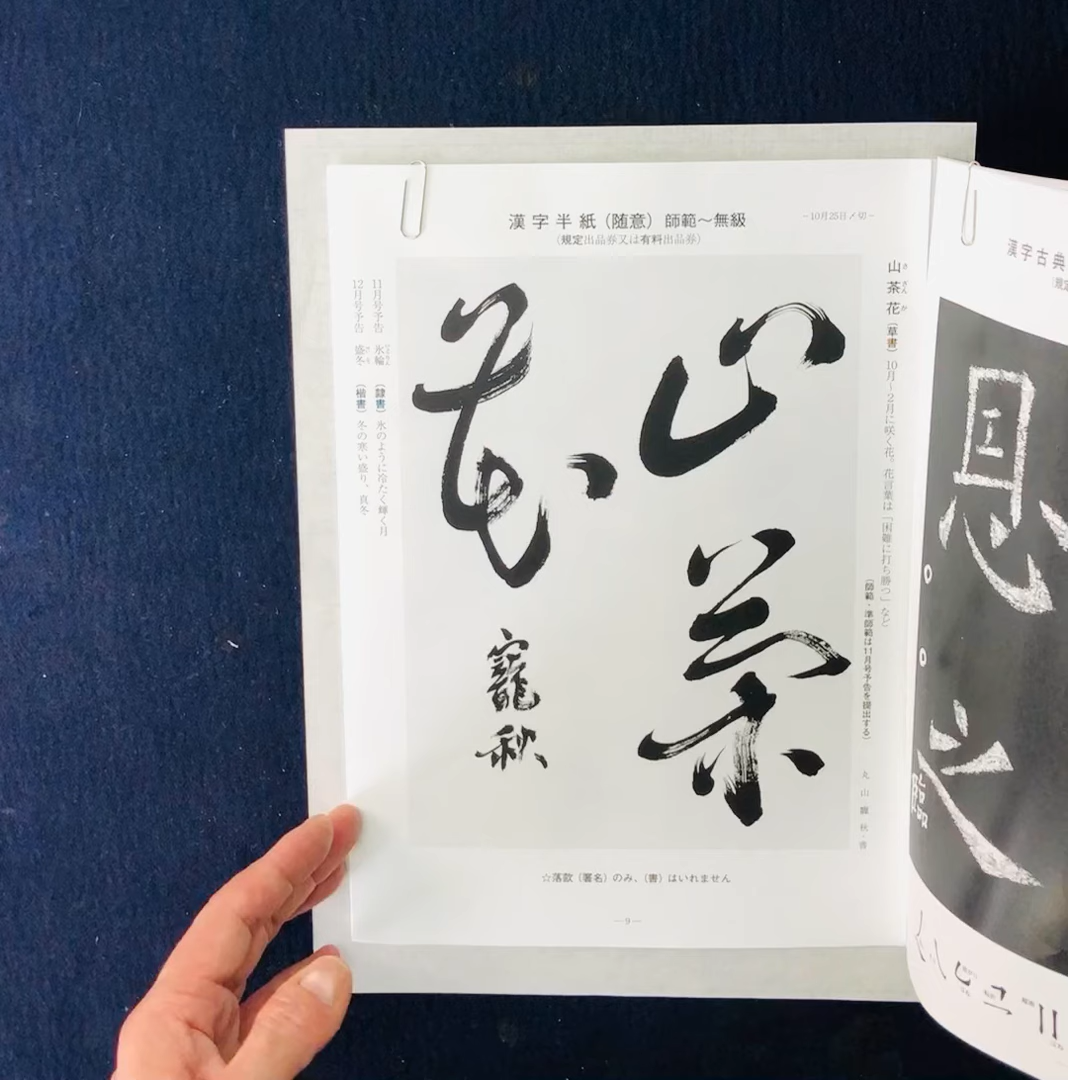 漢字半紙（随意）師範～無級
－10月25日〆切－
（規定出品券又は有料出品券）
山茶花（草書）10月～2月に咲く花。花言葉は「困難に打ち勝つ」など
さざんか
（師範・準師範は11月号予告を提出する）
山茶
花
秋
11月号予告 氷輪（隷書）氷のように冷たく輝く月
12月号予告 盛冬（楷書）冬の寒い盛り。真冬
☆落款（署名）のみ、（書）はいれません
―9―
漢字古典
思
之
臨